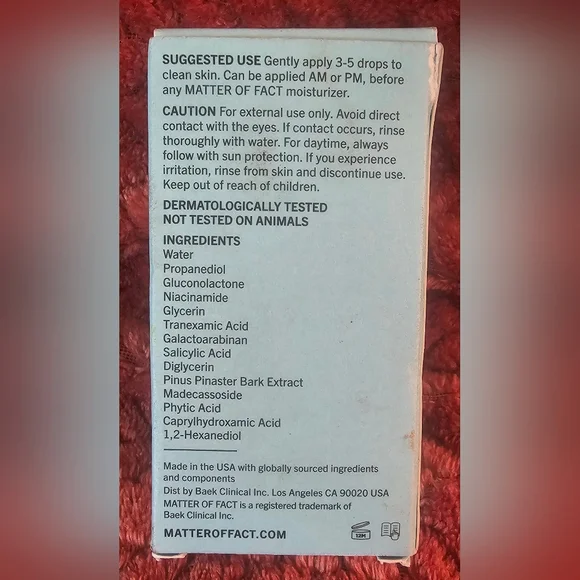 SUGGESTED USE Gently apply 3-5 drops to
clean skin. Can be applied AM or PM, before
any MATTER OF FACT moisturizer.
CAUTION For external use only. Avoid direct
contact with the eyes. If contact occurs, rinse
thoroughly with water. For daytime, always
follow with sun protection. If you experience
irritation, rinse from skin and discontinue use.
Keep out of reach of children.
DERMATOLOGICALLY TESTED
NOT TESTED ON ANIMALS
INGREDIENTS
Water
Propanediol
Gluconolactone
Niacinamide
Glycerin
Tranexamic Acid
Galactoarabinan
Salicylic Acid
Diglycerin
Pinus Pinaster Bark Extract
Madecassoside
Phytic Acid
Caprylhydroxamic Acid
1,2-Hexanediol
Made in the USA with globally sourced ingredients
and components
Dist by Baek Clinical Inc. Los Angeles CA 90020 USA
MATTER OF FACT is a registered trademark of
Baek Clinical Inc.
MATTEROFFACT.COM
12M